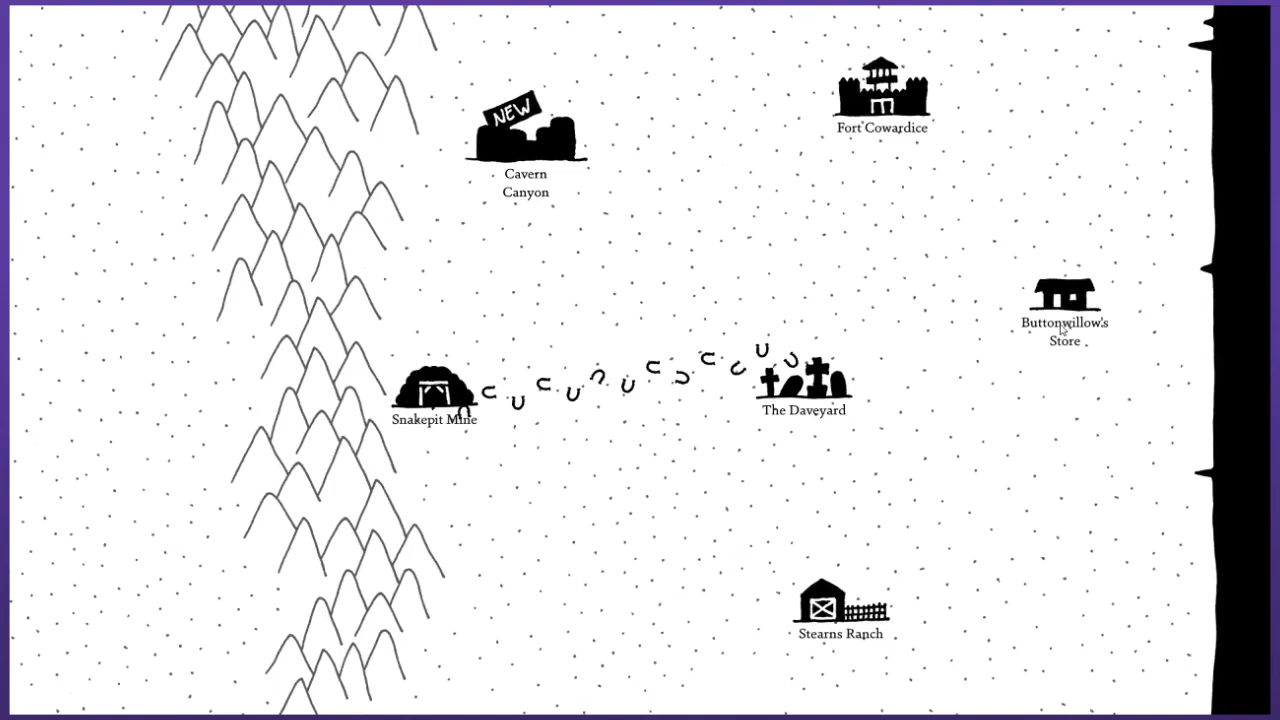 Fort Cowardice
NEW
Cavern
Canyon
Buttonwillow's
Store
The Daveyard
Snakepit Mine
Stearns Ranch